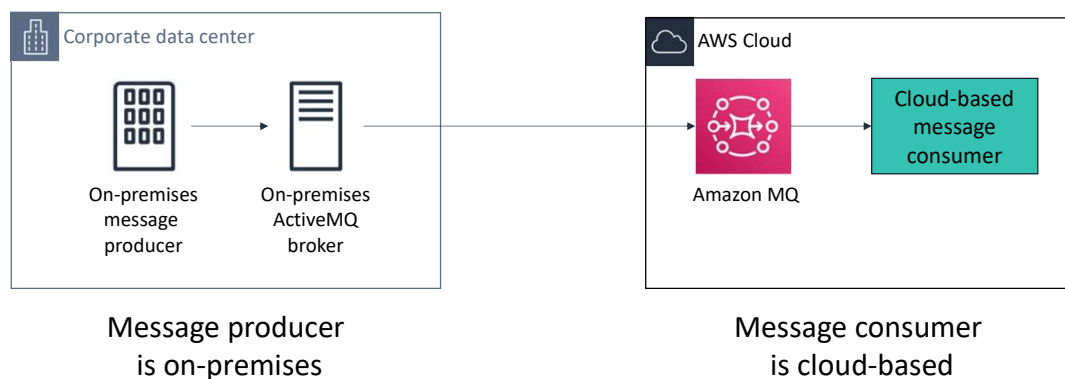 Corporate data center
AWS Cloud
On-premises
message
producer
On-premises
ActiveMQ
broker
Amazon MQ
Cloud-based
message
consumer
Message producer
is on-premises
Message consumer
is cloud-based